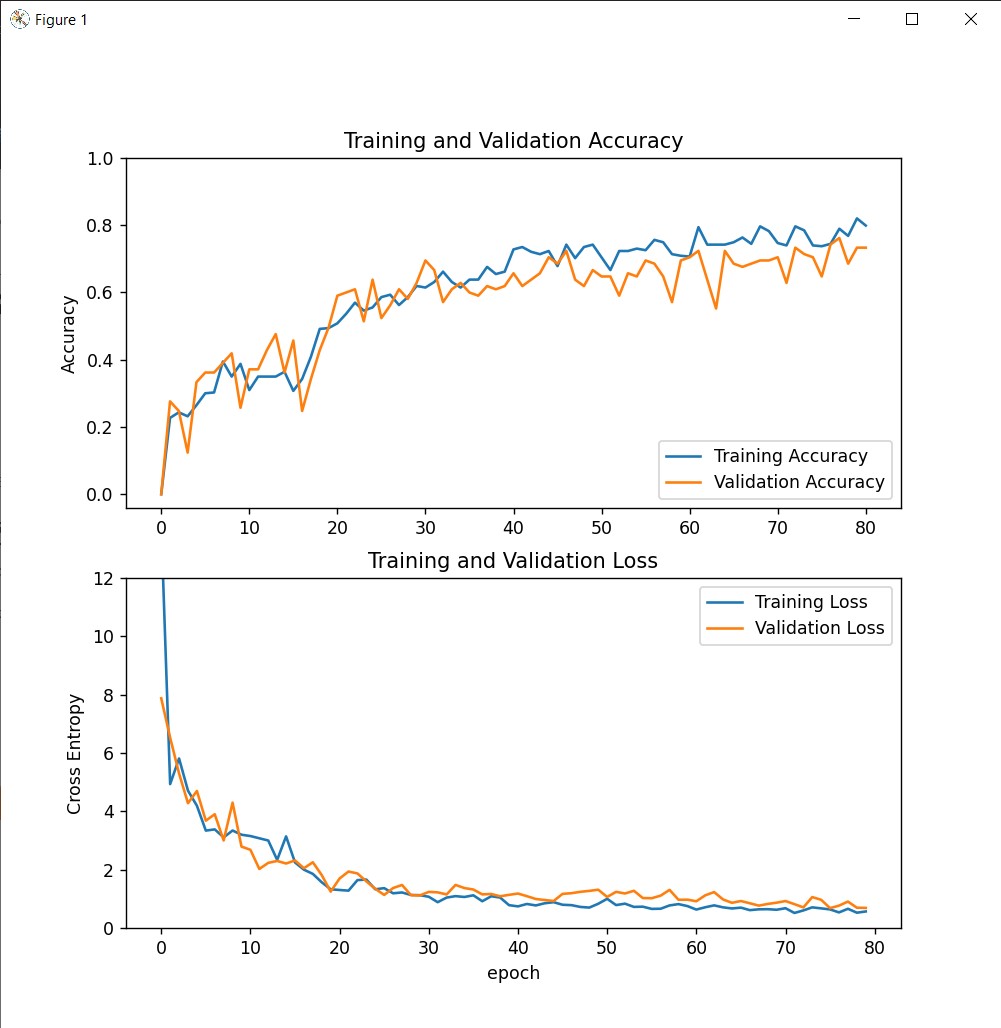 Figure 1
Training and Validation Accuracy
1.0
0.8
0.6
0.4
0.2
0.0
Accuracy
Training Accuracy
Validation Accuracy
0 10 20 30 40 50 60 70 80
Training and Validation Loss
12
10
8
6
4
2
0
Cross Entropy
Training Loss
Validation Loss
0 10 20 30 40 50 60 70 80
epoch